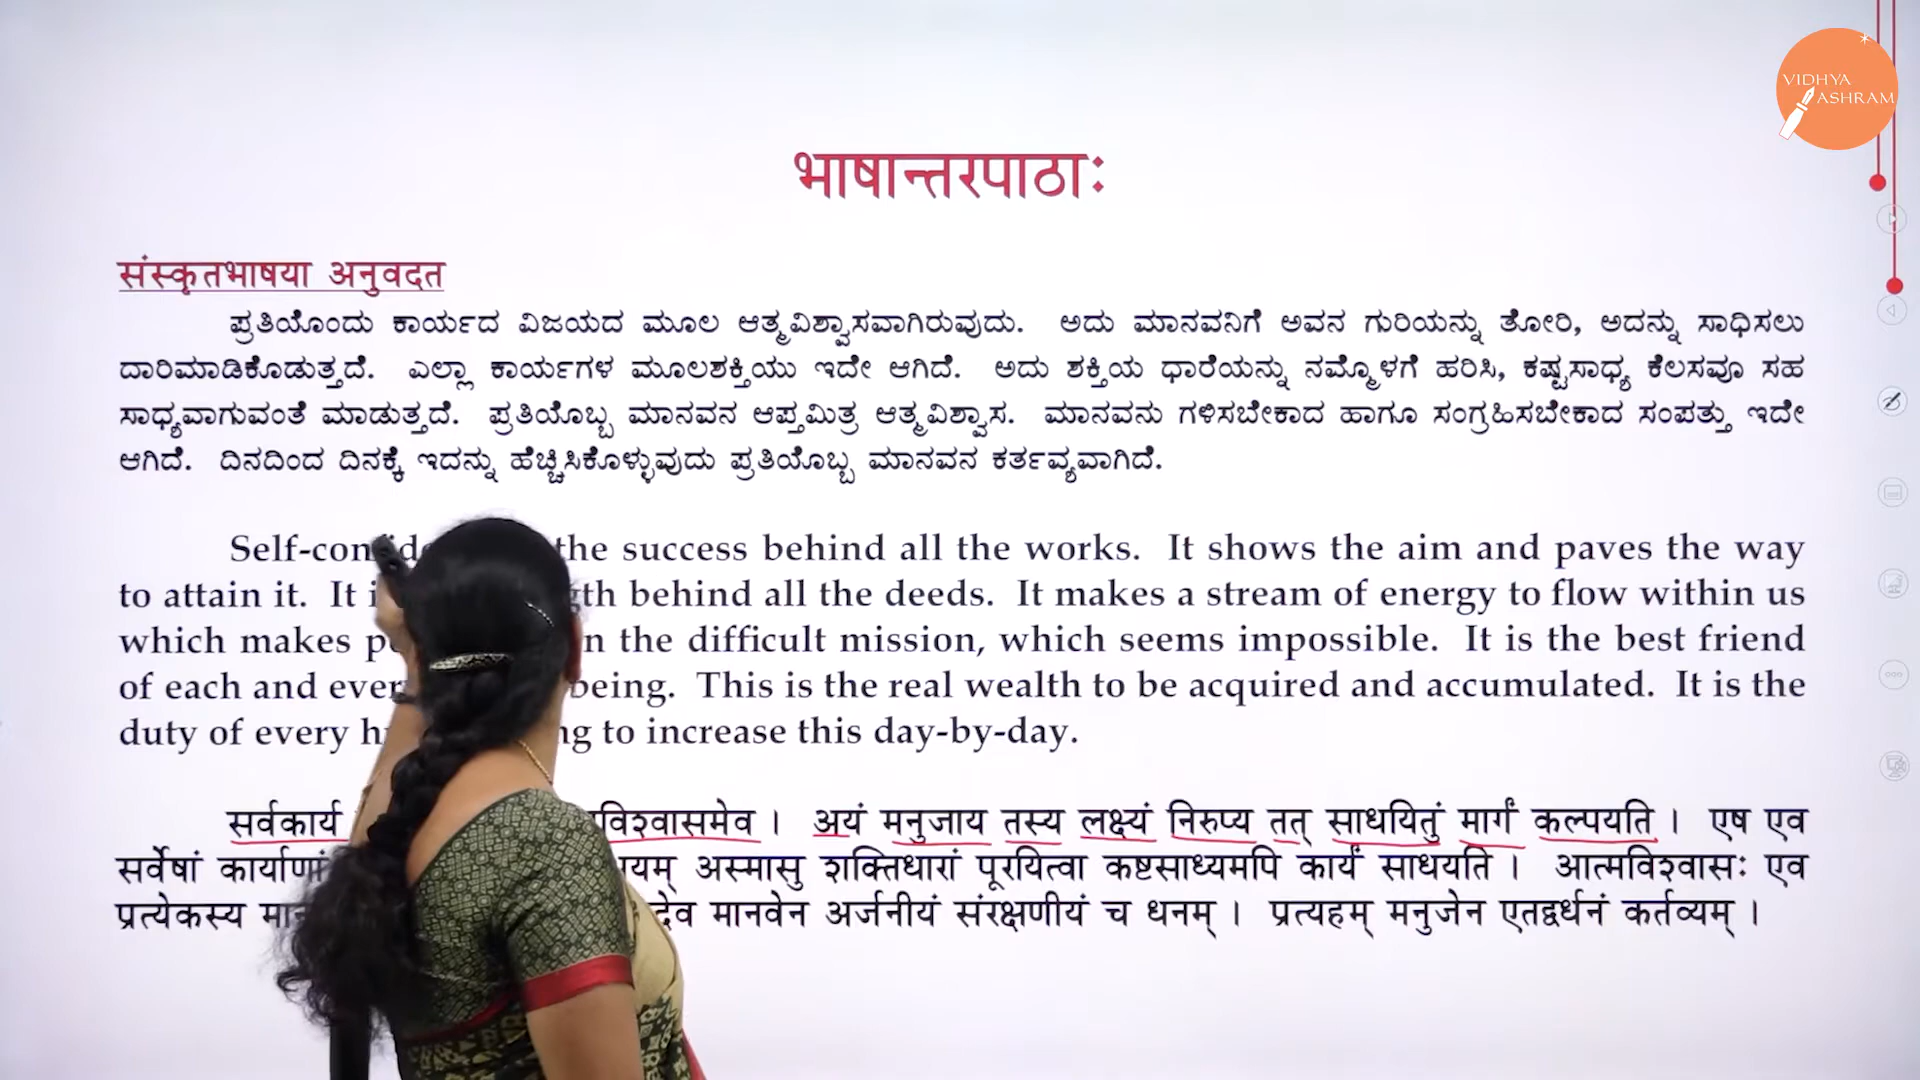 VIDHYA
ASHRAM
भाषान्तरपाठाः
संस्कृतभाषया अनुवदत
ಪ್ರತಿಯೊಂದು ಕಾರ್ಯದ ವಿಜಯದ ಮೂಲ ಆತ್ಮವಿಶ್ವಾಸವಾಗಿರುವುದು. ಅದು ಮಾನವನಿಗೆ ಅವನ ಗುರಿಯನ್ನು ತೋರಿ, ಅದನ್ನು ಸಾಧಿಸಲು
ದಾರಿಮಾಡಿಕೊಡುತ್ತದೆ. ಎಲ್ಲಾ ಕಾರ್ಯಗಳ ಮೂಲಶಕ್ತಿಯು ಇದೇ ಆಗಿದೆ. ಅದು ಶಕ್ತಿಯ ಧಾರೆಯನ್ನು ನಮ್ಮೊಳಗೆ ಹರಿಸಿ, ಕಷ್ಟಸಾಧ್ಯ ಕೆಲಸವೂ ಸಹ
ಸಾಧ್ಯವಾಗುವಂತೆ ಮಾಡುತ್ತದೆ. ಪ್ರತಿಯೊಬ್ಬ ಮಾನವನ ಆಪ್ತಮಿತ್ರ ಆತ್ಮವಿಶ್ವಾಸ. ಮಾನವನು ಗಳಿಸಬೇಕಾದ ಹಾಗೂ ಸಂಗ್ರಹಿಸಬೇಕಾದ ಸಂಪತ್ತು ಇದೇ
ಆಗಿದೆ. ದಿನದಿಂದ ದಿನಕ್ಕೆ ಇದನ್ನು ಹೆಚ್ಚಿಸಿಕೊಳ್ಳುವುದು ಪ್ರತಿಯೊಬ್ಬ ಮಾನವನ ಕರ್ತವ್ಯವಾಗಿದೆ.
the success behind all the works. It shows the aim and paves the way
to attain it. It behind all the deeds. It makes a stream of energy to flow within us
which makes the difficult mission, which seems impossible. It is the best friend
of each and being. This is the real wealth to be acquired and accumulated. It is the
duty of every to increase this day-by-day.
सर्वकार्य विश्वासमेव । अयं मनुजाय तस्य लक्ष्यं निरुप्य तत् साधयितुं मार्गं कल्पयति । एष एव
सर्वेषां अस्मासु शक्तिधारां पूरयित्वा कष्टसाध्यमपि कार्यं साधयति । आत्मविश्वासः एव
प्रत्येकस्य मानवेन अर्जनीयं संरक्षणीयं च धनम् । प्रत्यहम् मनुजेन एतद्वर्धनं कर्तव्यम् ।